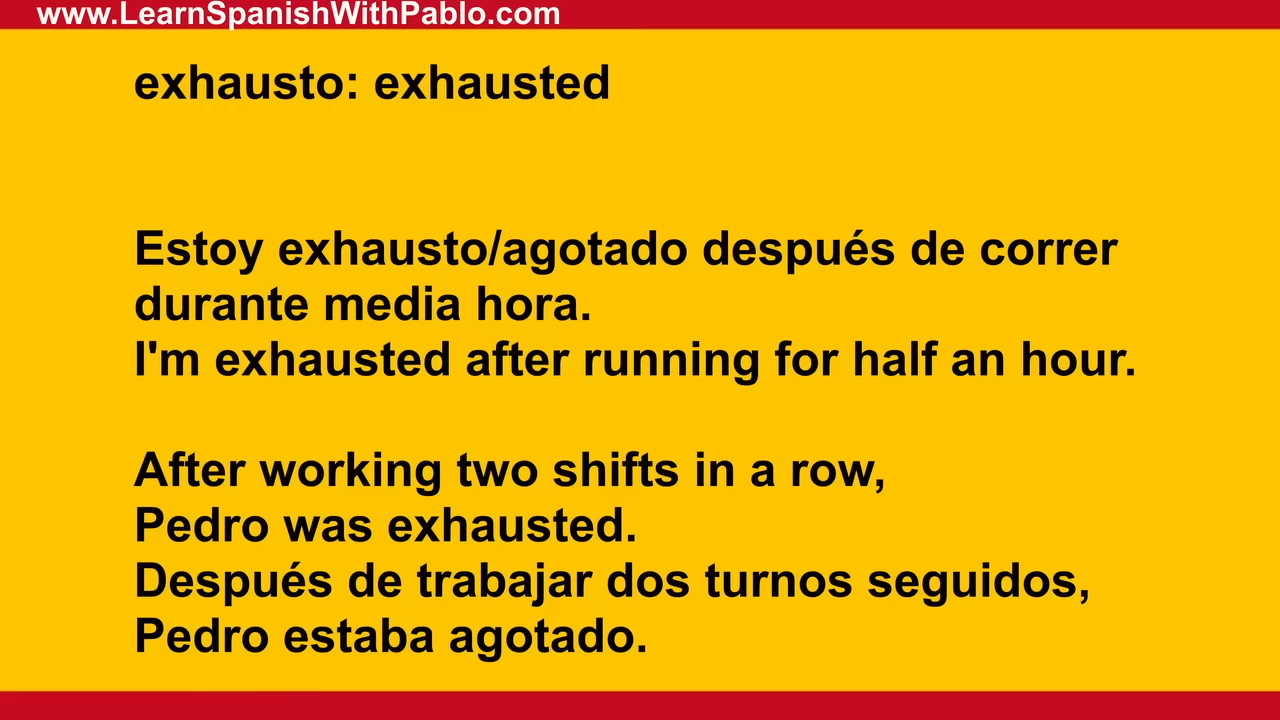 www.LearnSpanishWithPablo.com
exhausto: exhausted
Estoy exhausto/agotado después de correr
durante media hora.
I'm exhausted after running for half an hour.
After working two shifts in a row,
Pedro was exhausted.
Después de trabajar dos turnos seguidos,
Pedro estaba agotado.